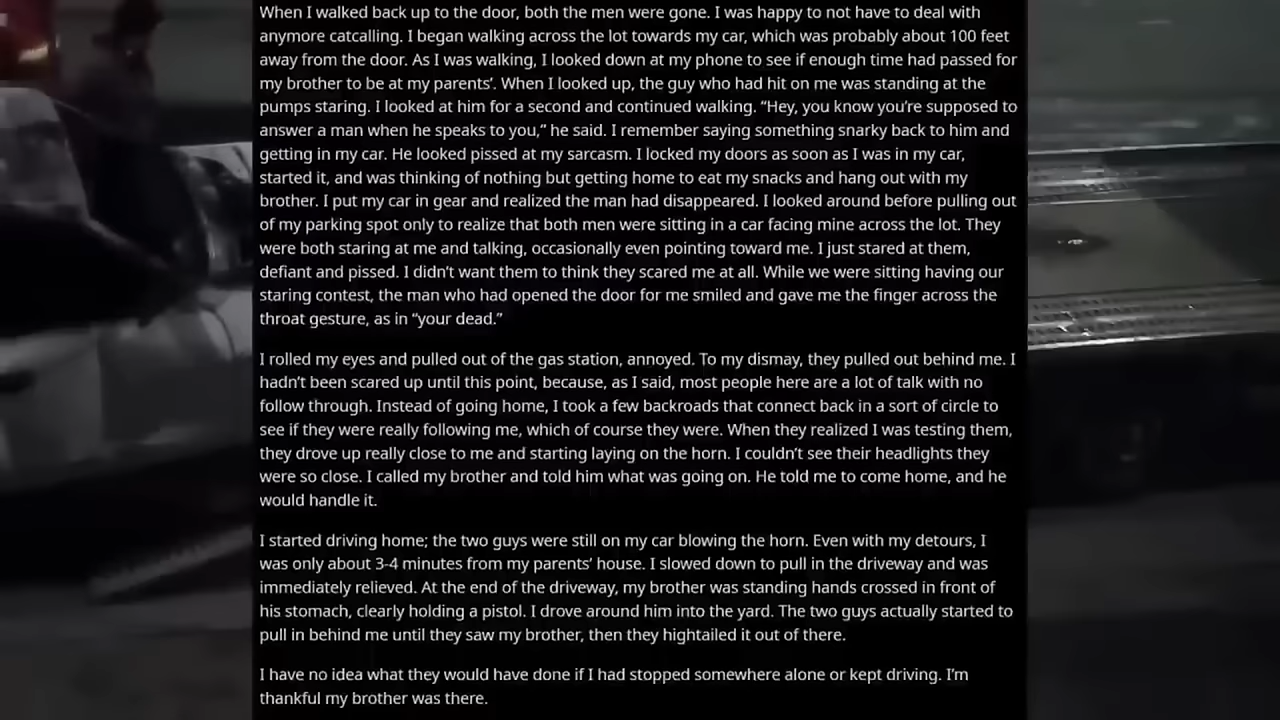 When I walked back up to the door, both the men were gone. I was happy to not have to deal with
anymore catcalling. I began walking across the lot towards my car, which was probably about 100 feet
away from the door. As I was walking, I looked down at my phone to see if enough time had passed for
my brother to be at my parents’. When I looked up, the guy who had hit on me was standing at the
pumps staring. I looked at him for a second and continued walking. “Hey, you know you’re supposed to
answer a man when he speaks to you,” he said. I remember saying something snarky back to him and
getting in my car. He looked pissed at my sarcasm. I locked my doors as soon as I was in my car,
started it, and was thinking of nothing but getting home to eat my snacks and hang out with my
brother. I put my car in gear and realized the man had disappeared. I looked around before pulling out
of my parking spot only to realize that both men were sitting in a car facing mine across the lot. They
were both staring at me and talking, occasionally even pointing toward me. I just stared at them,
defiant and pissed. I didn’t want them to think they scared me at all. While we were sitting having our
staring contest, the man who had opened the door for me smiled and gave me the finger across the
throat gesture, as in “your dead.”
I rolled my eyes and pulled out of the gas station, annoyed. To my dismay, they pulled out behind me. I
hadn’t been scared up until this point, because, as I said, most people here are a lot of talk with no
follow through. Instead of going home, I took a few backroads that connect back in a sort of circle to
see if they were really following me, which of course they were. When they realized I was testing them,
they drove up really close to me and starting laying on the horn. I couldn’t see their headlights they
were so close. I called my brother and told him what was going on. He told me to come home, and he
would handle it.
I started driving home; the two guys were still on my car blowing the horn. Even with my detours, I
was only about 3-4 minutes from my parents’ house. I slowed down to pull in the driveway and was
immediately relieved. At the end of the driveway, my brother was standing hands crossed in front of
his stomach, clearly holding a pistol. I drove around him into the yard. The two guys actually started to
pull in behind me until they saw my brother, then they hightailed it out of there.
I have no idea what they would have done if I had stopped somewhere alone or kept driving. I’m
thankful my brother was there.